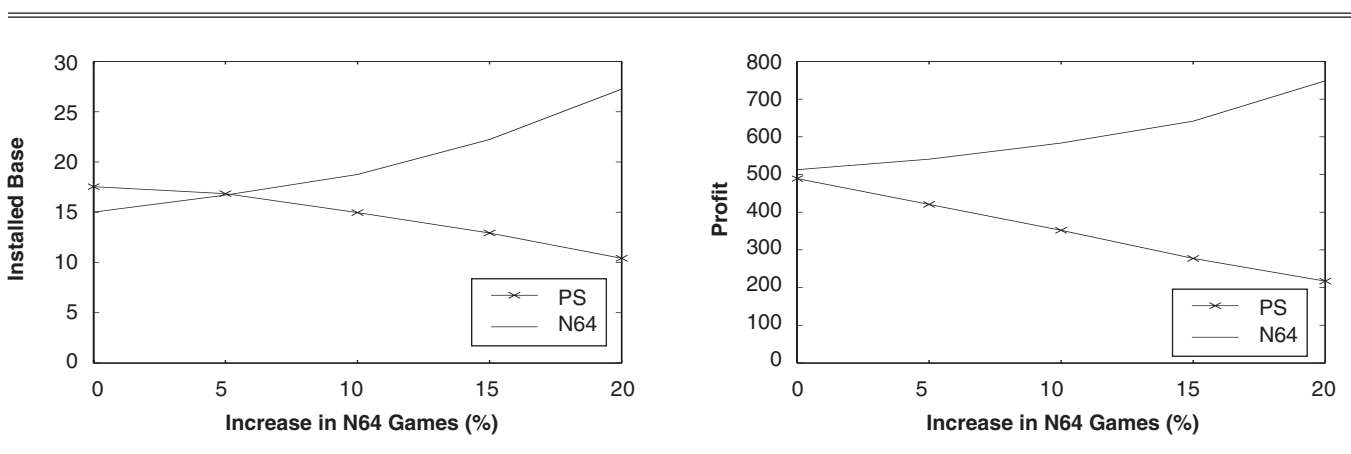 30
25
20
15
10
5
0
Installed Base
PS
N64
0 5 10 15 20
Increase in N64 Games (%)
800
700
600
500
400
300
200
100
0
Profit
PS
N64
0 5 10 15 20
Increase in N64 Games (%)